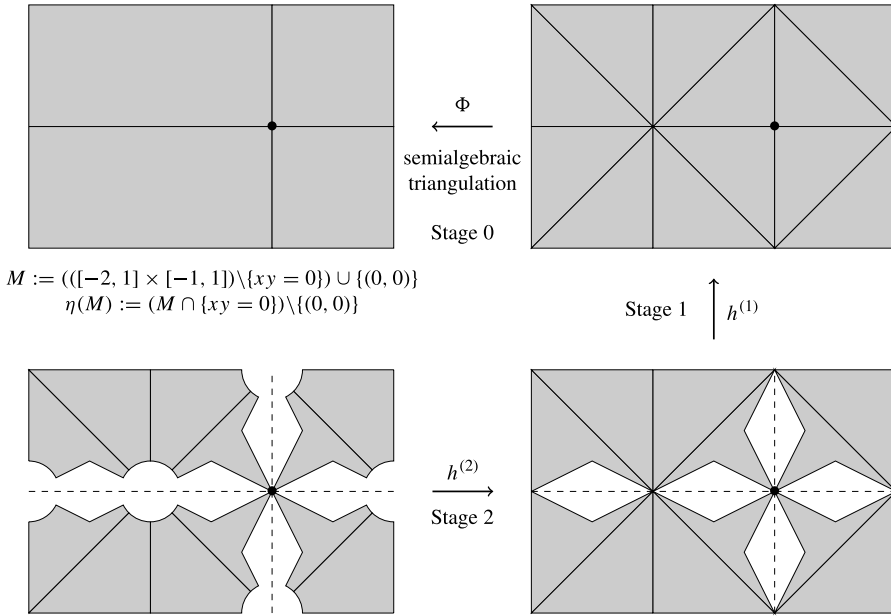 Φ
semialgebraic
triangulation
Stage 0
M := (([−2, 1] × [−1, 1])\{xy = 0}) ∪ {(0, 0)}
η(M) := (M ∩ {xy = 0})\{(0, 0)}
Stage 1 h^{(1)}
h^{(2)}
Stage 2